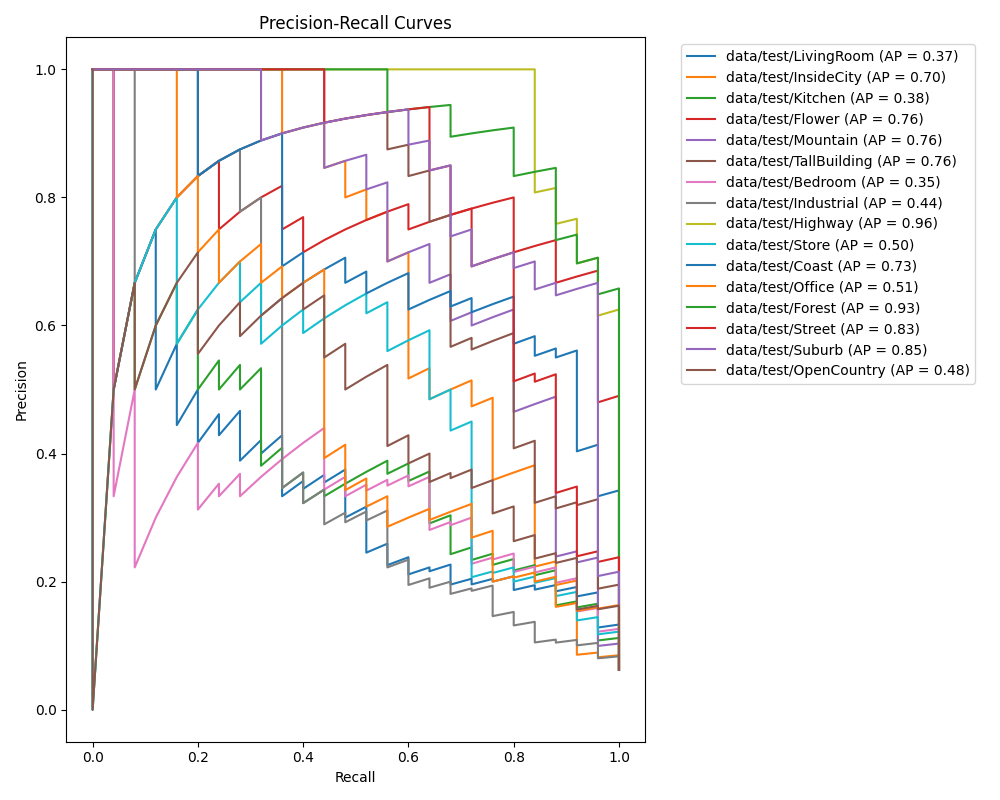 Precision-Recall Curves
Precision
1.0
0.8
0.6
0.4
0.2
0.0
0.0 0.2 0.4 0.6 0.8 1.0
Recall
data/test/LivingRoom (AP = 0.37)
data/test/InsideCity (AP = 0.70)
data/test/Kitchen (AP = 0.38)
data/test/Flower (AP = 0.76)
data/test/Mountain (AP = 0.76)
data/test/TallBuilding (AP = 0.76)
data/test/Bedroom (AP = 0.35)
data/test/Industrial (AP = 0.44)
data/test/Highway (AP = 0.96)
data/test/Store (AP = 0.50)
data/test/Coast (AP = 0.73)
data/test/Office (AP = 0.51)
data/test/Forest (AP = 0.93)
data/test/Street (AP = 0.83)
data/test/Suburb (AP = 0.85)
data/test/OpenCountry (AP = 0.48)